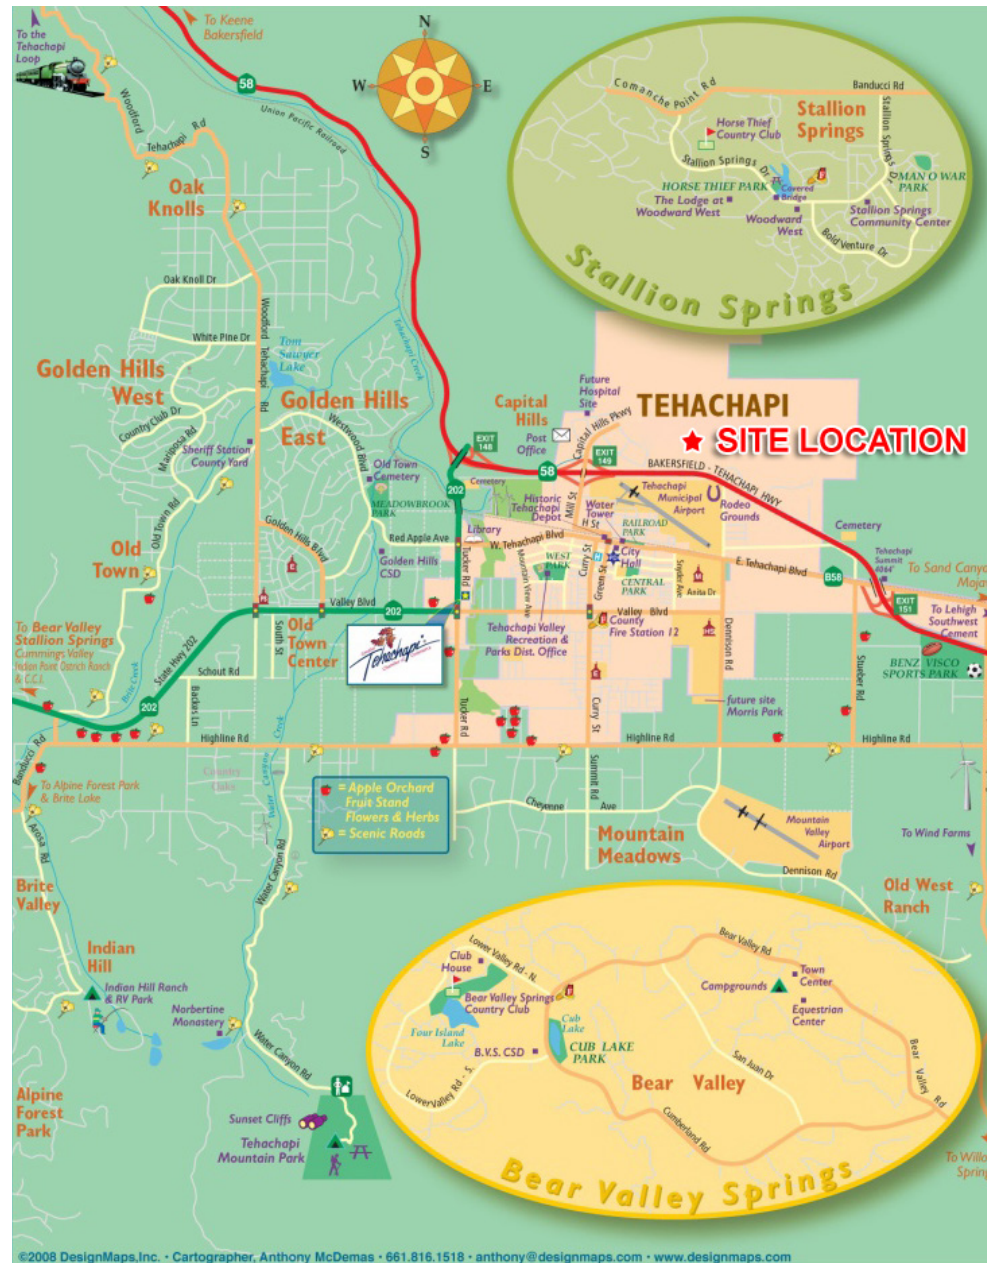 To the
Tehachapi
Loop
To Keene
Bakersfield
58
Union Pacific Railroad
N
W
E
S
Woodford
Tehachapi Rd
Oak
Knolls
Oak Knoll Dr
White Pine Dr
Woodford
Tehachapi
Rd
Tom
Sawyer
Lake
Tehachapi Creek
Golden Hills
West
Golden Hills
East
Country Club Dr
Mariposa Rd
Sheriff Station
County Yard
Westwood Blvd
Old Town
Cemetery
MEADOWBROOK
PARK
Old Town Rd
Golden Hills Blvd
Red Apple Ave
Golden Hills
CSD
Old
Town
Comanche Point Rd
Banducci Rd
Stallion
Springs
Horse Thief
Country Club
Stallion Springs Dr
Stallion Springs Dr
MAN O WAR
PARK
HORSE THIEF PARK
Covered
Bridge
The Lodge at
Woodward West
Woodward
West
Stallion Springs
Community Center
Bold Venture Dr
Stallion Springs
Future
Hospital
Site
Capital
Hills
Capital Hills Pkwy
Post
Office
TEHACHAPI
SITE LOCATION
EXIT
148
58
EXIT
149
BAKERSFIELD - TEHACHAPI HWY
202
Cemetery
Historic
Tehachapi
Depot
Mill St
Water
Tower
H St
Tehachapi
Municipal
Airport
Rodeo
Grounds
RAILROAD
PARK
Library
W. Tehachapi Blvd
Cemetery
Tehachapi
Summit
4064'
To Sand Canyo
Moja
Tucker Rd
Mountain View Ave
WEST
PARK
Curry St
Green St
City
Hall
CENTRAL
PARK
Snyder Ave
M
Anita Dr
E. Tehachapi Blvd
B58
EXIT
151
To Lehigh
Southwest
Cement
E
Valley Blvd
202
Valley Blvd
County
Fire Station 12
HS
Dennison Rd
Tehachapi Valley
Recreation &
Parks Dist. Office
BENZ VISCO
SPORTS PARK
To Bear Valley
Stallion Springs
Cummings Valley
Indian Point Ostrich Ranch
& C.C.I.
State Hwy 202
Brite Creek
South St
Old
Town
Center
Tehachapi
Schout Rd
Backes Ln
E
Stueber Rd
future site
Morris Park
202
Tucker Rd
Curry St
Banducci Rd
Highline Rd
Highline Rd
Highline Rd
To Alpine Forest Park
& Brite Lake
Country
Oaks
Water Canyon Creek
= Apple Orchard
Fruit Stand
Flowers & Herbs
= Scenic Roads
Summit Rd
Cheyenne Ave
Mountain
Meadows
Mountain
Valley
Airport
Dennison Rd
To Wind Farms
Old West
Ranch
Arosa Rd
Brite
Valley
Water Canyon Rd
Indian
Hill
Indian Hill Ranch
& RV Park
Norbertine
Monastery
Water Canyon Rd
Alpine
Forest
Park
Sunset Cliffs
Tehachapi
Mountain Park
Lower Valley Rd - N.
Club
House
Bear Valley Springs
Country Club
Four Island
Lake
B.V.S. CSD
Lower Valley Rd - S.
Cub
Lake
CUB LAKE
PARK
Bear Valley Rd
Campgrounds
Town
Center
Equestrian
Center
San Juan Dr
Bear Valley
Bear Valley Rd
Cumberland Rd
Bear Valley Springs
To Willo
Spring
©2008 DesignMaps,Inc. • Cartographer, Anthony McDemas • 661.816.1518 • anthony@designmaps.com • www.designmaps.com